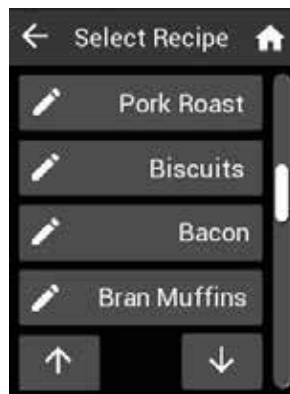 Select Recipe
Pork Roast
Biscuits
Bacon
Bran Muffins